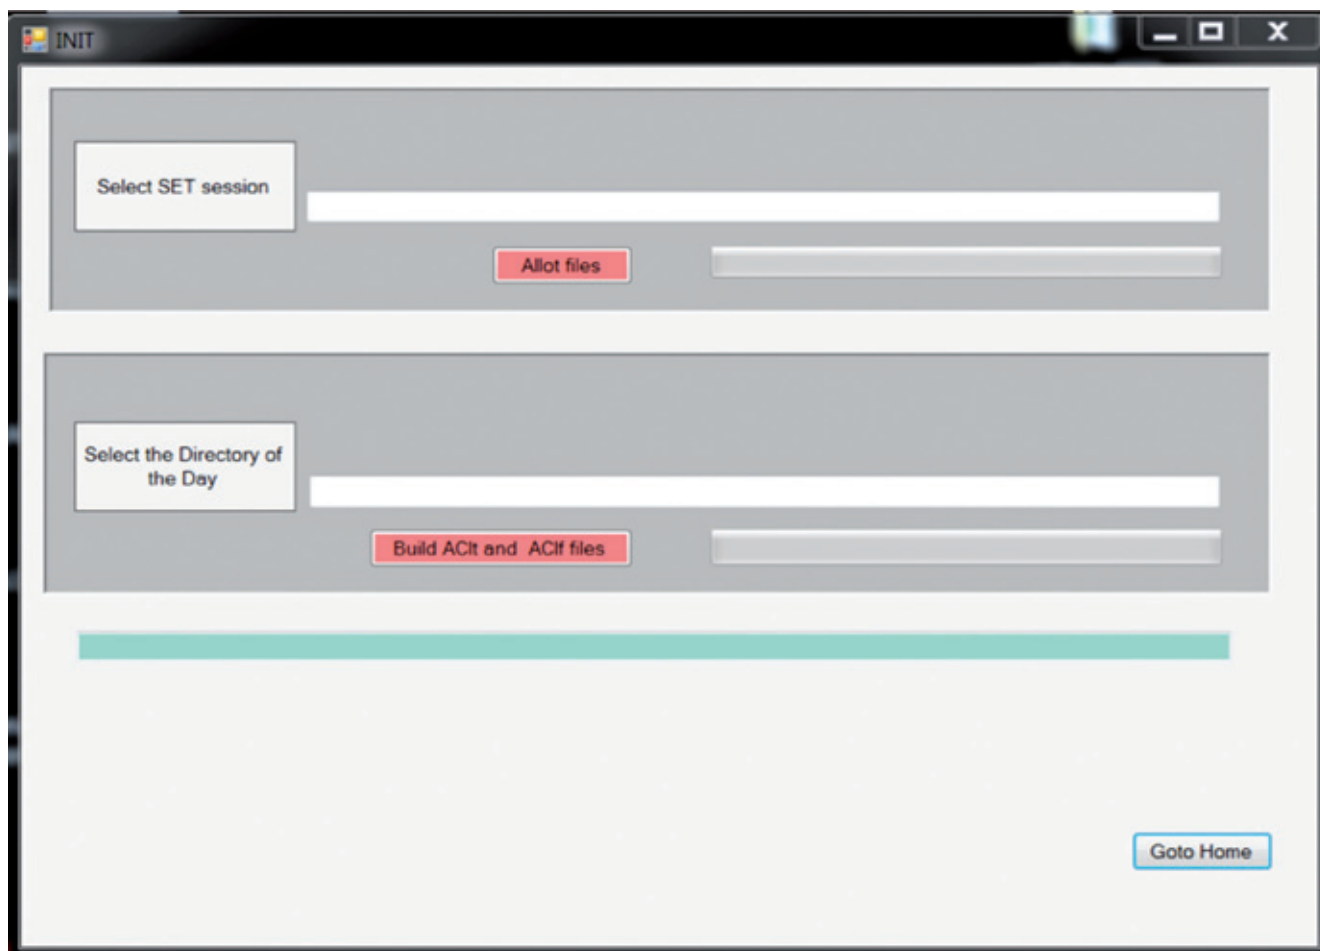 INIT
Select SET session
Allot files
Select the Directory of
the Day
Build AClt and  AClf files
Goto Home